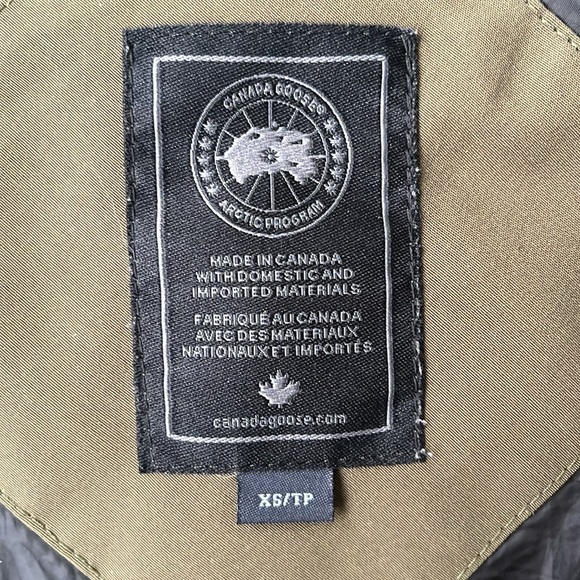 CANADA GOOSE®
ARCTIC PROGRAM
MADE IN CANADA
WITH DOMESTIC AND
IMPORTED MATERIALS
FABRIQUÉ AU CANADA
AVEC DES MATERIAUX
NATIONAUX ET IMPORTÉS
canadagoose.com
XS/TP